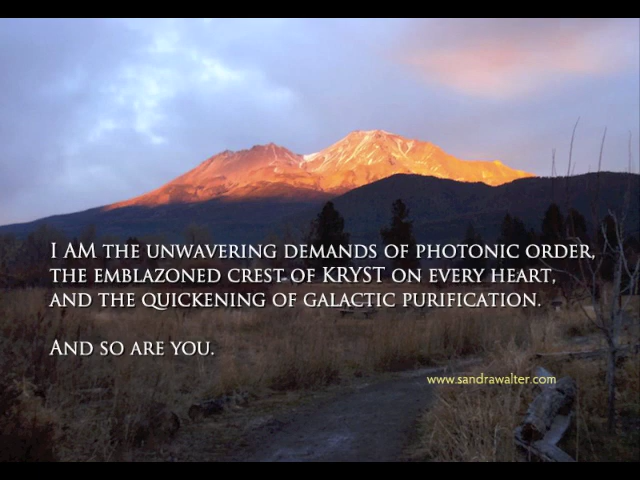 I AM THE UNWAVERING DEMANDS OF PHOTONIC ORDER,
THE EMBLAZONED CREST OF KRYST ON EVERY HEART,
AND THE QUICKENING OF GALACTIC PURIFICATION.
AND SO ARE YOU.
www.sandrawalter.com